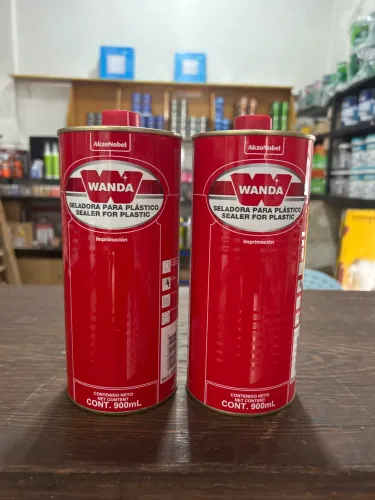 AkzoNobel
WANDA
SELADORA PARA PLÁSTICO
SEALER FOR PLASTIC
Imprimación
CONTENIDO NETO
NET CONTENT
CONT. 900mL
AkzoNobel
WANDA
SELADORA PARA PLÁSTICO
SEALER FOR PLASTIC
Imprimación
CONTENIDO NETO
NET CONTENT
CONT. 900mL